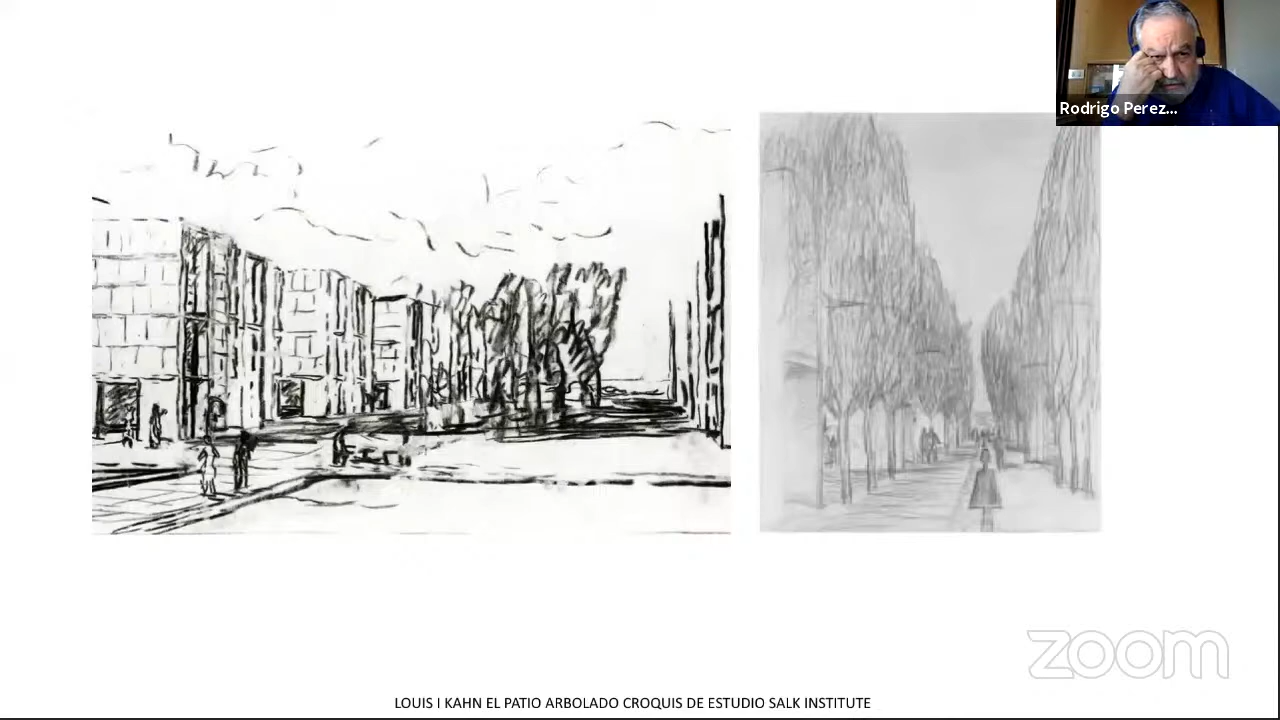 Rodrigo Perez...
zoom
LOUIS I KAHN EL PATIO ARBOLADO CROQUIS DE ESTUDIO SALK INSTITUTE